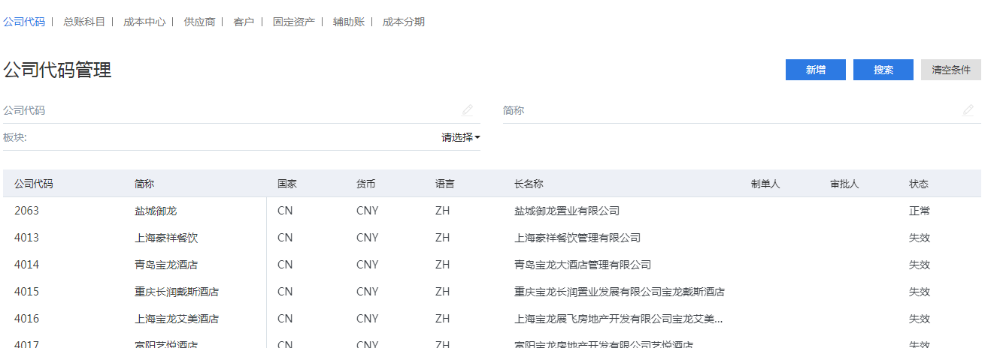 公司代码 | 总账科目 | 成本中心 | 供应商 | 客户 | 固定资产 | 辅助账 | 成本分期
公司代码管理 新增 搜索 清空条件
公司代码 简称
板块: 请选择
公司代码 简称 国家 货币 语言 长名称 制单人 审批人 状态
2063 盐城御龙 CN CNY ZH 盐城御龙置业有限公司 正常
4013 上海豪祥餐饮 CN CNY ZH 上海豪祥餐饮管理有限公司 失效
4014 青岛宝龙酒店 CN CNY ZH 青岛宝龙大酒店管理有限公司 失效
4015 重庆长润戴斯酒店 CN CNY ZH 重庆宝龙长润置业发展有限公司宝龙戴斯酒店 失效
4016 上海宝龙艾美酒店 CN CNY ZH 上海宝龙展飞房地产开发有限公司宝龙艾美... 失效
4017 富阳艺悦酒店 CN CNY ZH 富阳宝龙房地产开发有限公司艺悦酒店 失效